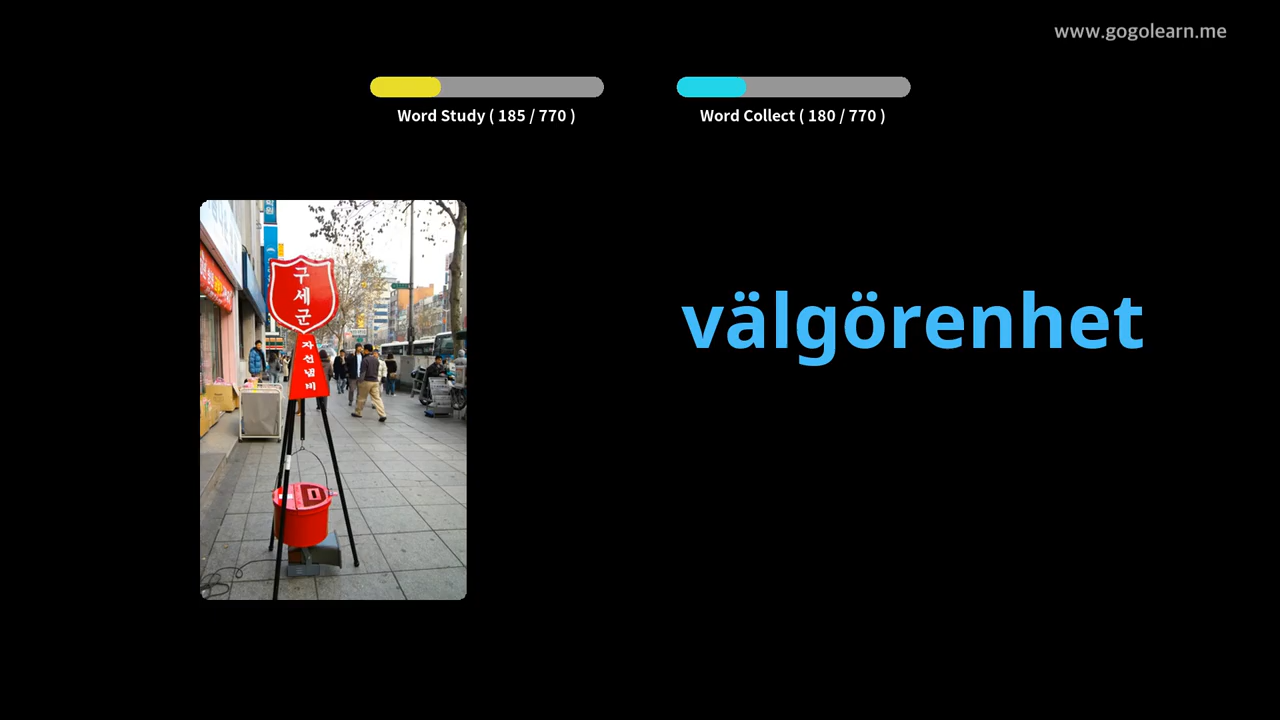 www.gogolearn.me
Word Study ( 185 / 770 )
Word Collect ( 180 / 770 )
구세군
자선냄비
välgörenhet